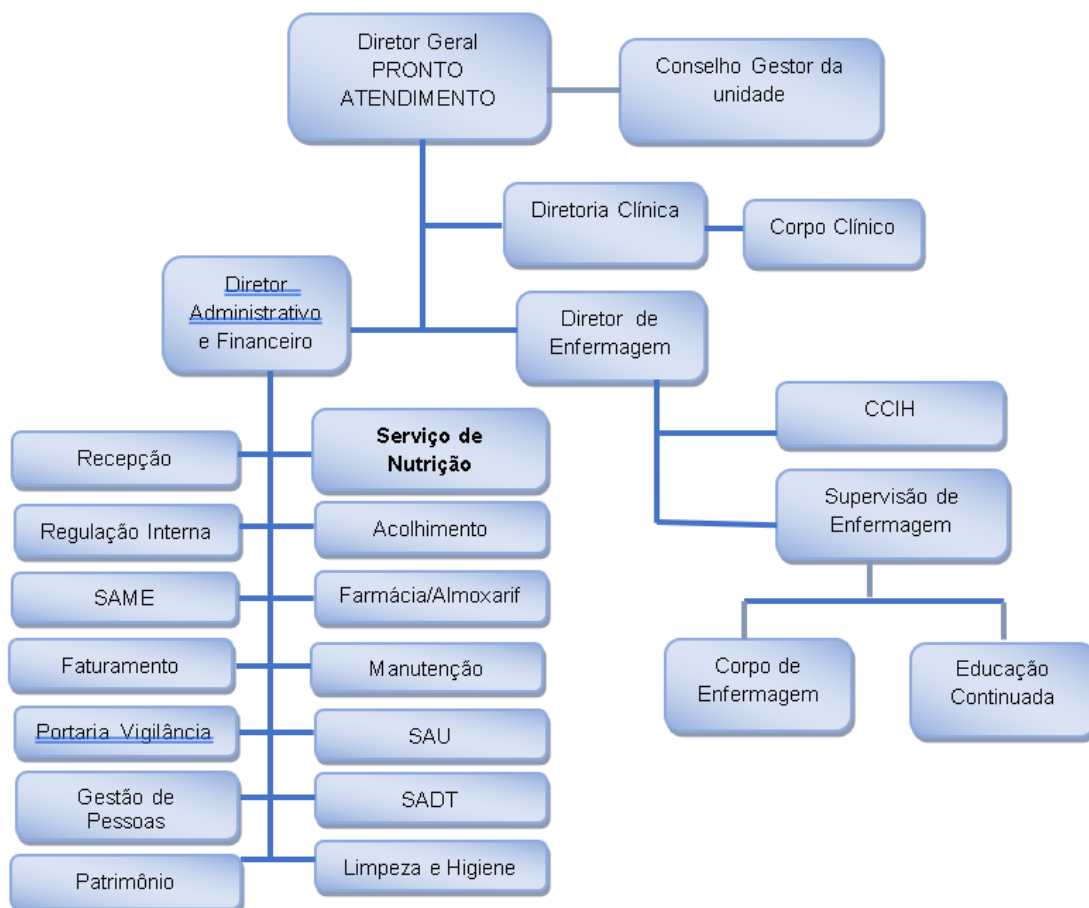 Diretor Geral
PRONTO
ATENDIMENTO
Conselho Gestor da
unidade
Diretoria Clínica
Corpo Clínico
Diretor
Administrativo
e Financeiro
Diretor de
Enfermagem
CCIH
Supervisão de
Enfermagem
Corpo de
Enfermagem
Educação
Continuada
Recepção
Serviço de
Nutrição
Regulação Interna
Acolhimento
SAME
Farmácia/Almoxarif
Faturamento
Manutenção
Portaria Vigilância
SAU
Gestão de
Pessoas
SADT
Patrimônio
Limpeza e Higiene